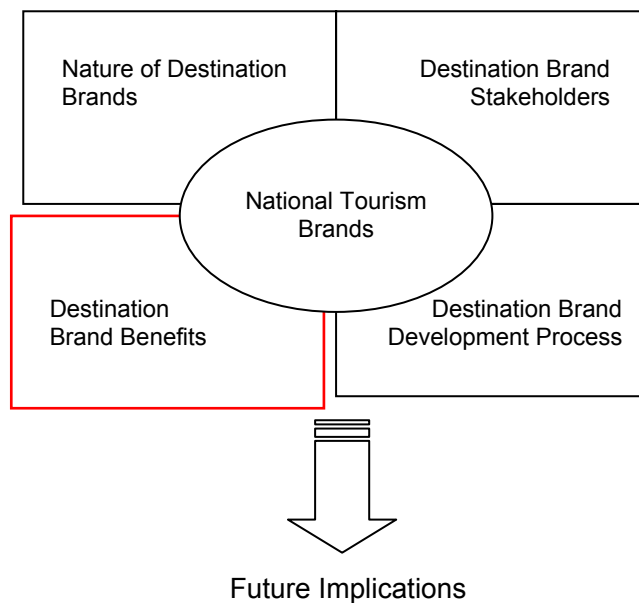 Nature of Destination
Brands
Destination Brand
Stakeholders
National Tourism
Brands
Destination
Brand Benefits
Destination Brand
Development Process
Future Implications